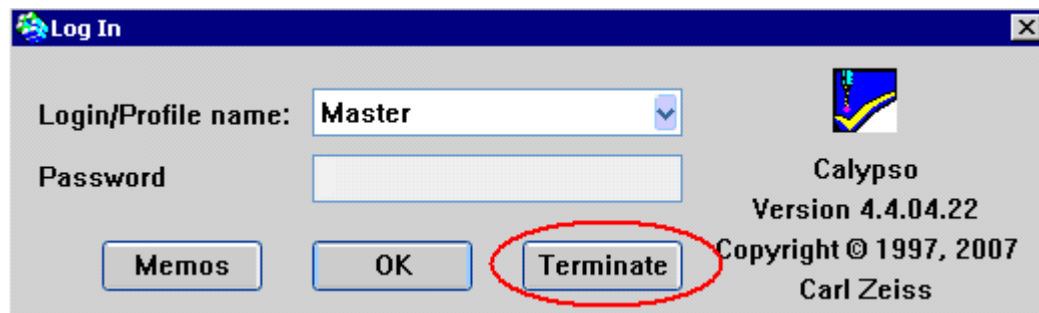 Log In
Login/Profile name: Master
Password
Calypso
Version 4.4.04.22
Memos OK Terminate
Copyright © 1997, 2007
Carl Zeiss